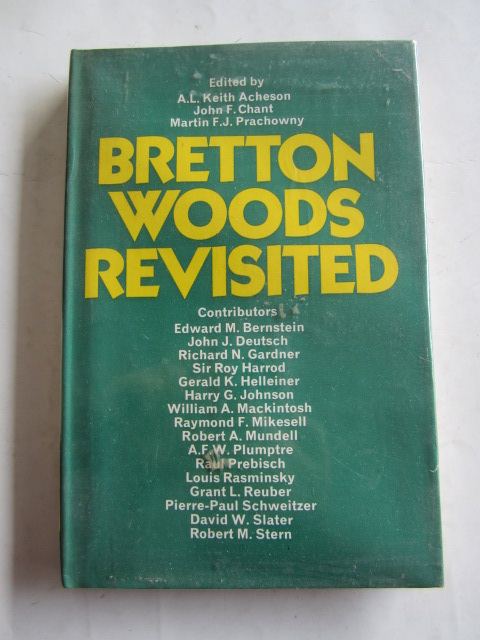 Edited by
A.L. Keith Acheson
John F. Chant
Martin F.J. Prachowny
BRETTON
WOODS
REVISITED
Contributors
Edward M. Bernstein
John J. Deutsch
Richard N. Gardner
Sir Roy Harrod
Gerald K. Helleiner
Harry G. Johnson
William A. Mackintosh
Raymond F. Mikesell
Robert A. Mundell
A.F.W. Plumptre
Raul Prebisch
Louis Rasminsky
Grant L. Reuber
Pierre-Paul Schweitzer
David W. Slater
Robert M. Stern